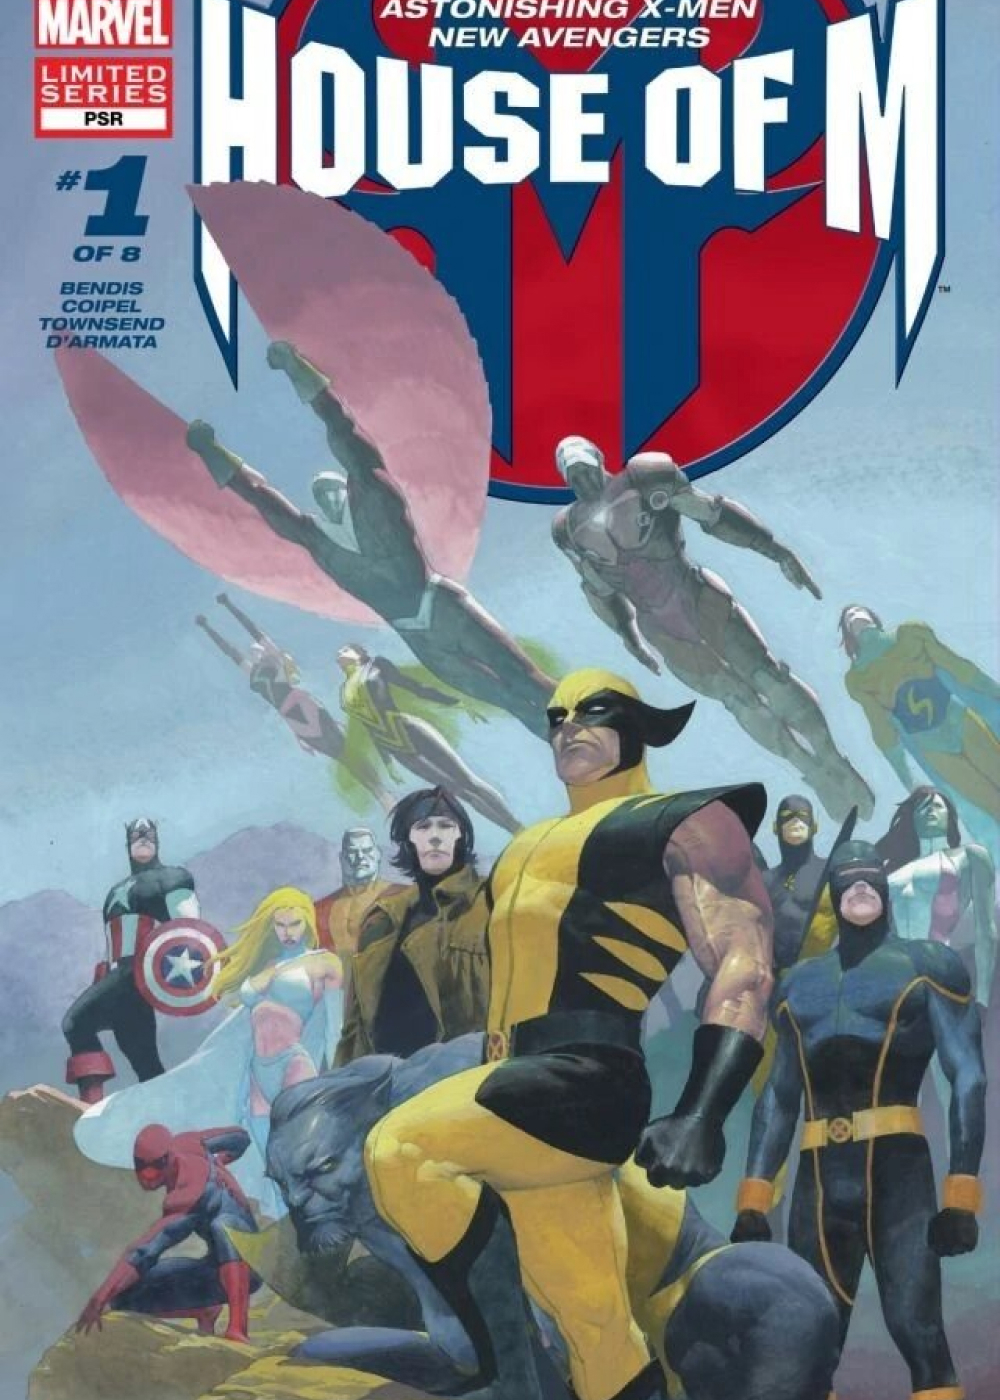 MARVEL
LIMITED
SERIES
PSR
#1
OF 8
BENDIS
COIPEL
TOWNSEND
D'ARMATA
ASTONISHING X-MEN
NEW AVENGERS
HOUSE OF M
TM